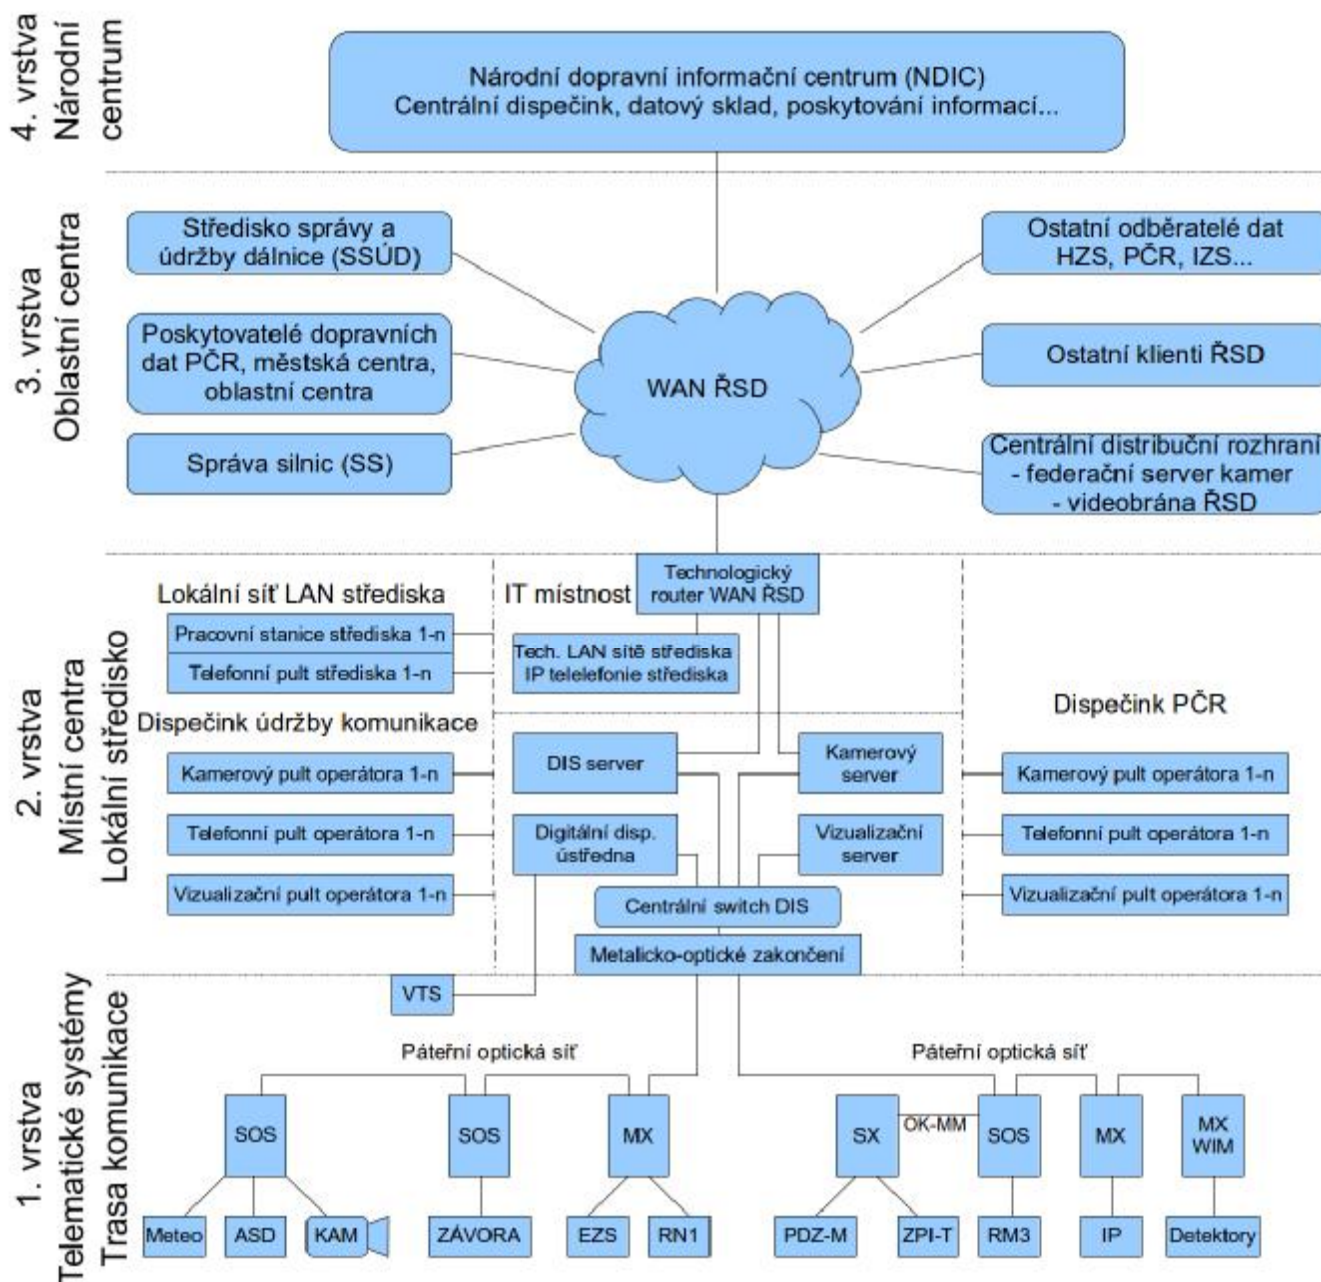 4. vrstva
Národní
centrum
Národní dopravní informační centrum (NDIC)
Centrální dispečink, datový sklad, poskytování informací...
3. vrstva
Oblastní centra
Středisko správy a
údržby dálnice (SSÚD)
Poskytovatelé dopravních
dat PČR, městská centra,
oblastní centra
Správa silnic (SS)
WAN ŘSD
Ostatní odběratelé dat
HZS, PČR, IZS...
Ostatní klienti ŘSD
Centrální distribuční rozhraní
- federační server kamer
- videobrána ŘSD
2. vrstva
Místní centra
Lokální středisko
Lokální síť LAN střediska
Pracovní stanice střediska 1-n
Telefonní pult střediska 1-n
Dispečink údržby komunikace
Kamerový pult operátora 1-n
Telefonní pult operátora 1-n
Vizualizační pult operátora 1-n
IT místnost
Technologický
router WAN ŘSD
Tech. LAN sítě střediska
IP telelefonie střediska
DIS server
Kamerový
server
Digitální disp.
ústředna
Vizualizační
server
Centrální switch DIS
Metalicko-optické zakončení
Dispečink PČR
Kamerový pult operátora 1-n
Telefonní pult operátora 1-n
Vizualizační pult operátora 1-n
1. vrstva
Telematické systémy
Trasa komunikace
VTS
Páteřní optická síť
Páteřní optická síť
SOS
SOS
MX
SX
OK-MM
SOS
MX
MX
WIM
Meteo
ASD
KAM
ZÁVORA
EZS
RN1
PDZ-M
ZPI-T
RM3
IP
Detektory